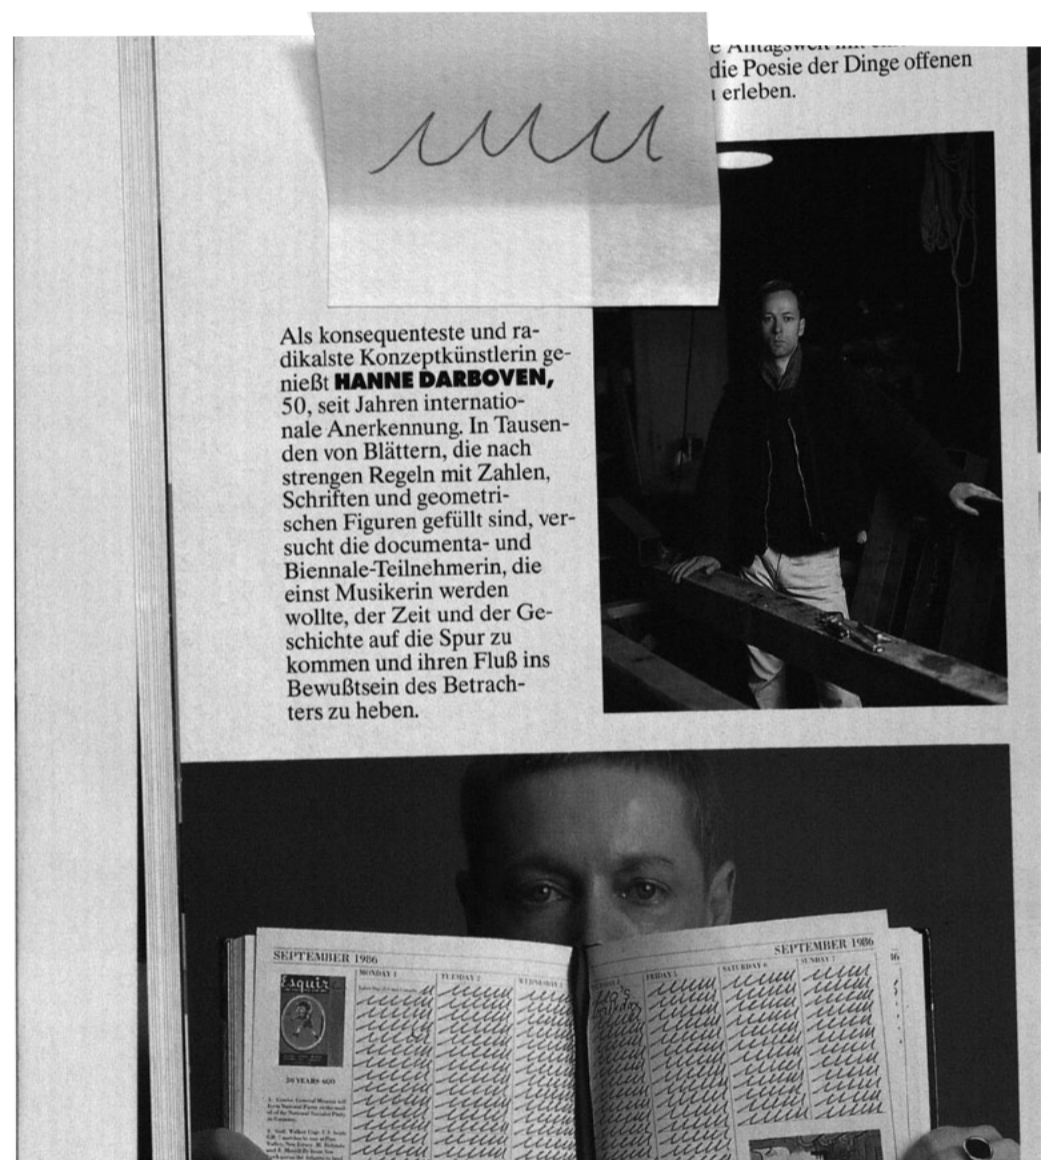 die Poesie der Dinge offenen
erleben.
Als konsequenteste und ra-
dikalste Konzeptkünstlerin ge-
nießt HANNE DARBOVEN,
50, seit Jahren internatio-
nale Anerkennung. In Tausen-
den von Blättern, die nach
strengen Regeln mit Zahlen,
Schriften und geometri-
schen Figuren gefüllt sind, ver-
sucht die documenta- und
Biennale-Teilnehmerin, die
einst Musikerin werden
wollte, der Zeit und der Ge-
schichte auf die Spur zu
kommen und ihren Fluß ins
Bewußtsein des Betrach-
ters zu heben.
SEPTEMBER 1986
MONDAY 1
TUESDAY 2
WEDNESDAY 3
Esquir
50 YEARS AGO
SEPTEMBER 1986
FRIDAY 5
SATURDAY 6
SUNDAY 7